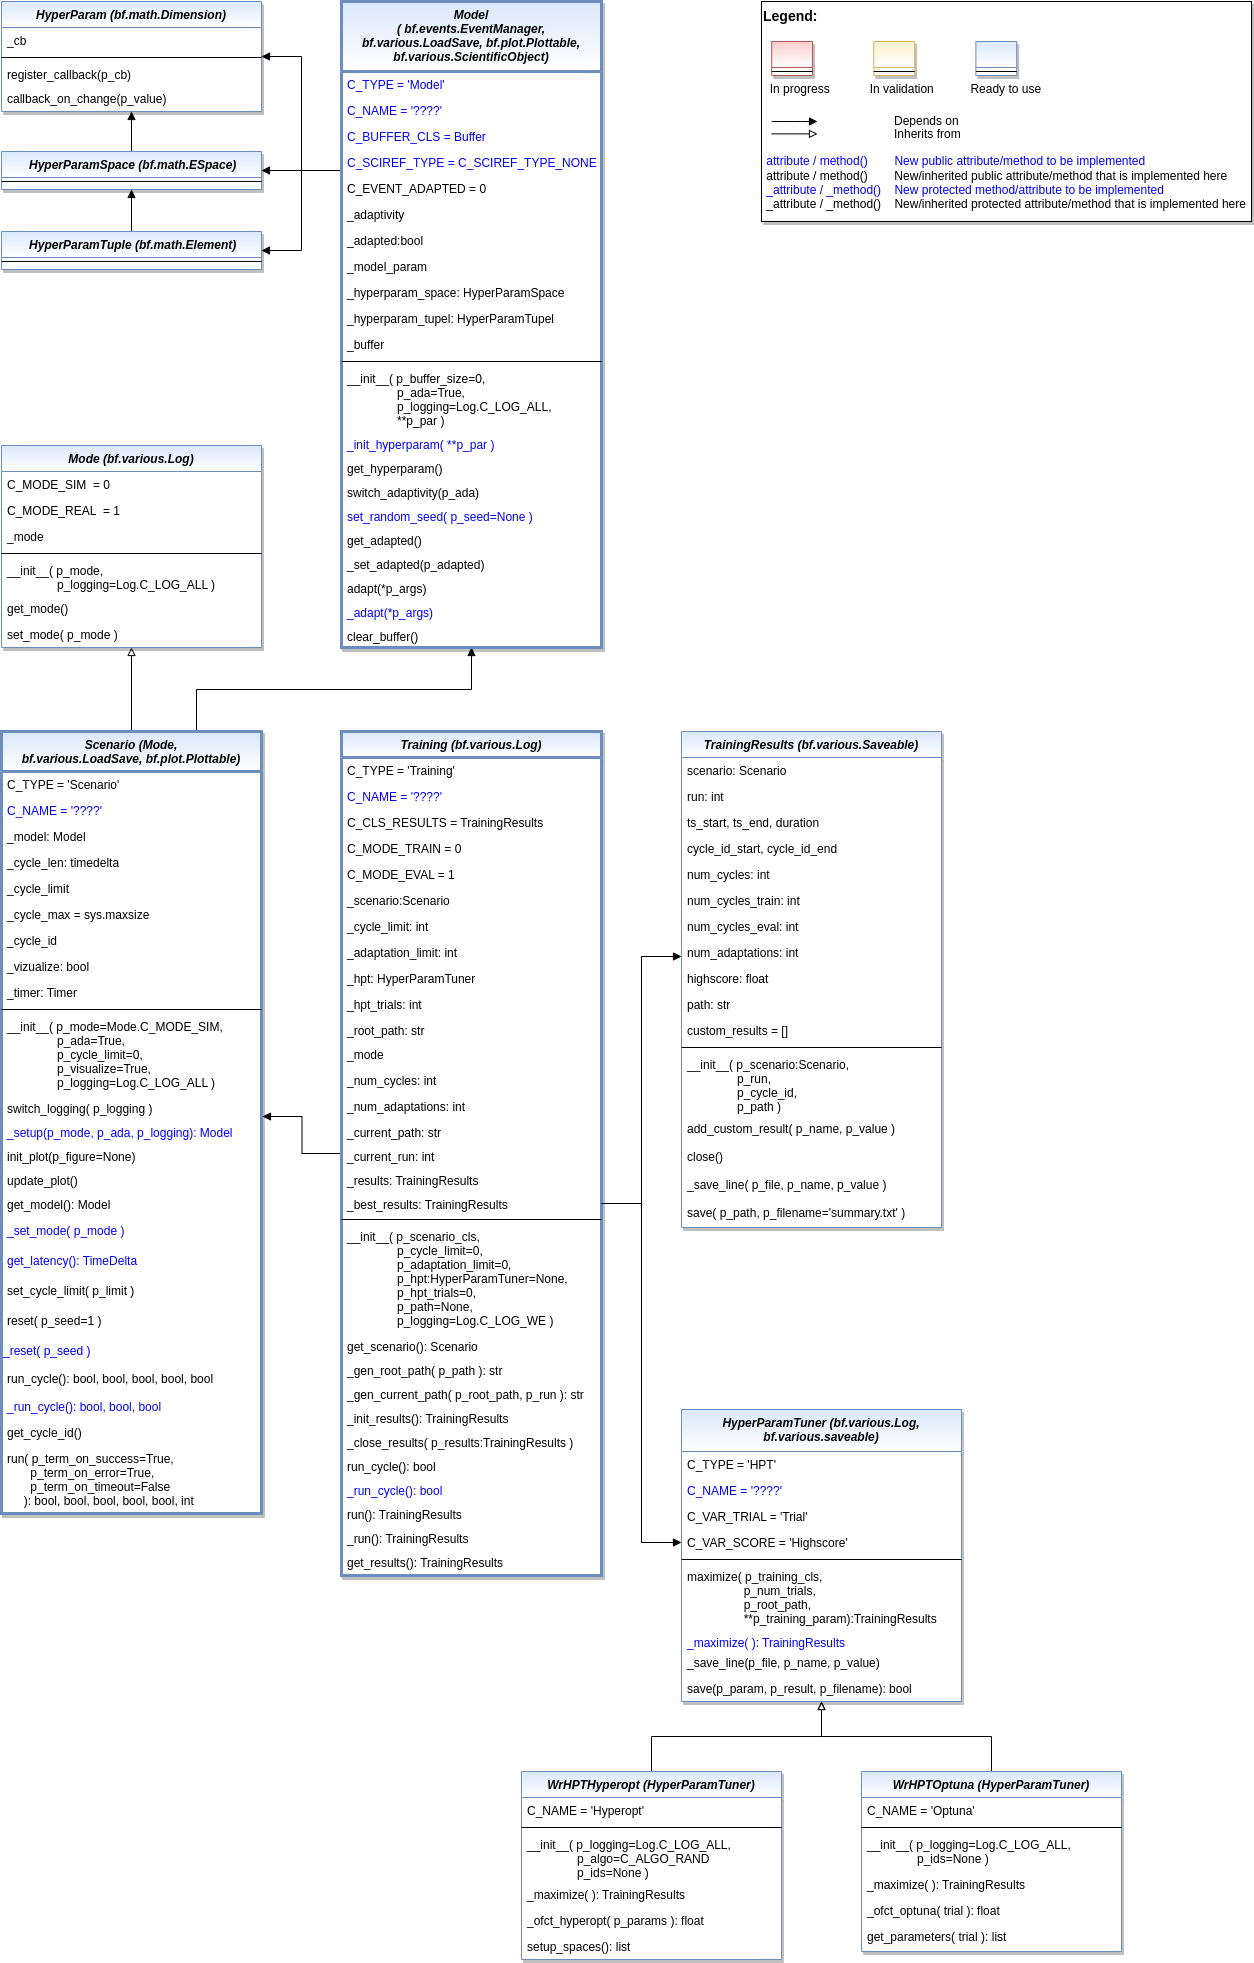 HyperParam (bf.math.Dimension)
_cb
register_callback(p_cb)
callback_on_change(p_value)
HyperParamSpace (bf.math.ESpace)
HyperParamTuple (bf.math.Element)
Model
( bf.events.EventManager,
bf.various.LoadSave, bf.plot.Plottable,
bf.various.ScientificObject)
C_TYPE = 'Model'
C_NAME = '????'
C_BUFFER_CLS = Buffer
C_SCIREF_TYPE = C_SCIREF_TYPE_NONE
C_EVENT_ADAPTED = 0
_adaptivity
_adapted:bool
_model_param
_hyperparam_space: HyperParamSpace
_hyperparam_tupel: HyperParamTupel
_buffer
__init__( p_buffer_size=0,
p_ada=True,
p_logging=Log.C_LOG_ALL,
**p_par )
_init_hyperparam( **p_par )
get_hyperparam()
switch_adaptivity(p_ada)
set_random_seed( p_seed=None )
get_adapted()
_set_adapted(p_adapted)
adapt(*p_args)
_adapt(*p_args)
clear_buffer()
Legend:
In progress
In validation
Ready to use
Depends on
Inherits from
attribute / method() New public attribute/method to be implemented
attribute / method() New/inherited public attribute/method that is implemented here
_attribute / _method() New protected method/attribute to be implemented
_attribute / _method() New/inherited protected attribute/method that is implemented here
Mode (bf.various.Log)
C_MODE_SIM  = 0
C_MODE_REAL  = 1
_mode
__init__( p_mode,
p_logging=Log.C_LOG_ALL )
get_mode()
set_mode( p_mode )
Scenario (Mode,
bf.various.LoadSave, bf.plot.Plottable)
C_TYPE = 'Scenario'
C_NAME = '????'
_model: Model
_cycle_len: timedelta
_cycle_limit
_cycle_max = sys.maxsize
_cycle_id
_vizualize: bool
_timer: Timer
__init__( p_mode=Mode.C_MODE_SIM,
p_ada=True,
p_cycle_limit=0,
p_visualize=True,
p_logging=Log.C_LOG_ALL )
switch_logging( p_logging )
_setup(p_mode, p_ada, p_logging): Model
init_plot(p_figure=None)
update_plot()
get_model(): Model
_set_mode( p_mode )
get_latency(): TimeDelta
set_cycle_limit( p_limit )
reset( p_seed=1 )
_reset( p_seed )
run_cycle(): bool, bool, bool, bool, bool
_run_cycle(): bool, bool, bool
get_cycle_id()
run( p_term_on_success=True,
p_term_on_error=True,
p_term_on_timeout=False
): bool, bool, bool, bool, bool, int
Training (bf.various.Log)
C_TYPE = 'Training'
C_NAME = '????'
C_CLS_RESULTS = TrainingResults
C_MODE_TRAIN = 0
C_MODE_EVAL = 1
_scenario:Scenario
_cycle_limit: int
_adaptation_limit: int
_hpt: HyperParamTuner
_hpt_trials: int
_root_path: str
_mode
_num_cycles: int
_num_adaptations: int
_current_path: str
_current_run: int
_results: TrainingResults
_best_results: TrainingResults
__init__( p_scenario_cls,
p_cycle_limit=0,
p_adaptation_limit=0,
p_hpt:HyperParamTuner=None,
p_hpt_trials=0,
p_path=None,
p_logging=Log.C_LOG_WE )
get_scenario(): Scenario
_gen_root_path( p_path ): str
_gen_current_path( p_root_path, p_run ): str
_init_results(): TrainingResults
_close_results( p_results:TrainingResults )
run_cycle(): bool
_run_cycle(): bool
run(): TrainingResults
_run(): TrainingResults
get_results(): TrainingResults
TrainingResults (bf.various.Saveable)
scenario: Scenario
run: int
ts_start, ts_end, duration
cycle_id_start, cycle_id_end
num_cycles: int
num_cycles_train: int
num_cycles_eval: int
num_adaptations: int
highscore: float
path: str
custom_results = []
__init__( p_scenario:Scenario,
p_run,
p_cycle_id,
p_path )
add_custom_result( p_name, p_value )
close()
_save_line( p_file, p_name, p_value )
save( p_path, p_filename='summary.txt' )
HyperParamTuner (bf.various.Log,
bf.various.saveable)
C_TYPE = 'HPT'
C_NAME = '????'
C_VAR_TRIAL = 'Trial'
C_VAR_SCORE = 'Highscore'
maximize( p_training_cls,
p_num_trials,
p_root_path,
**p_training_param):TrainingResults
_maximize( ): TrainingResults
_save_line(p_file, p_name, p_value)
save(p_param, p_result, p_filename): bool
WrHPTHyperopt (HyperParamTuner)
C_NAME = 'Hyperopt'
__init__( p_logging=Log.C_LOG_ALL,
p_algo=C_ALGO_RAND
p_ids=None )
_maximize( ): TrainingResults
_ofct_hyperopt( p_params ): float
setup_spaces(): list
WrHPTOptuna (HyperParamTuner)
C_NAME = 'Optuna'
__init__( p_logging=Log.C_LOG_ALL,
p_ids=None )
_maximize( ): TrainingResults
_ofct_optuna( trial ): float
get_parameters( trial ): list